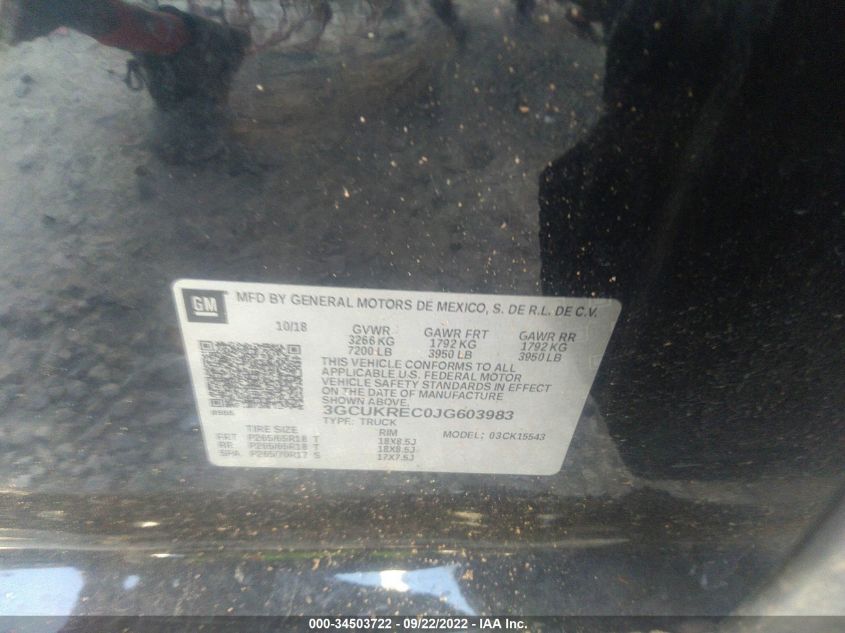 GM MFD BY GENERAL MOTORS DE MEXICO, S. DE R.L. DE C.V.
10/18 GVWR GAWR FRT GAWR RR
3266 KG 1792 KG 1792 KG
7200 LB 3950 LB 3950 LB
THIS VEHICLE CONFORMS TO ALL
APPLICABLE U.S. FEDERAL MOTOR
VEHICLE SAFETY STANDARDS IN EFFECT
ON THE DATE OF MANUFACTURE
SHOWN ABOVE.
3GCUKREC0JG603983
TYPE: TRUCK MODEL: 03CK15543
TIRE SIZE RIM
FRT P265/65R18 T 18X8.5J
RR P265/65R18 T 18X8.5J
SPA P265/70R17 S 17X7.5J
000-34503722 - 09/22/2022 - IAA Inc.